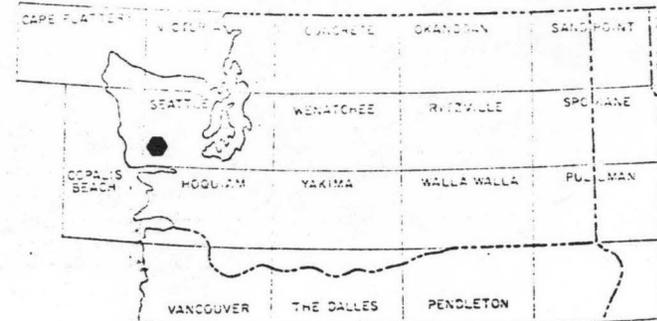 CAPE FLATTERY VICTORIA CONCRETE OKANOGAN SANDPOINT
SEATTLE WENATCHEE RITZVILLE SPOKANE
COPALIS
BEACH HOQUIAM YAKIMA WALLA WALLA PULLMAN
VANCOUVER THE DALLES PENDLETON